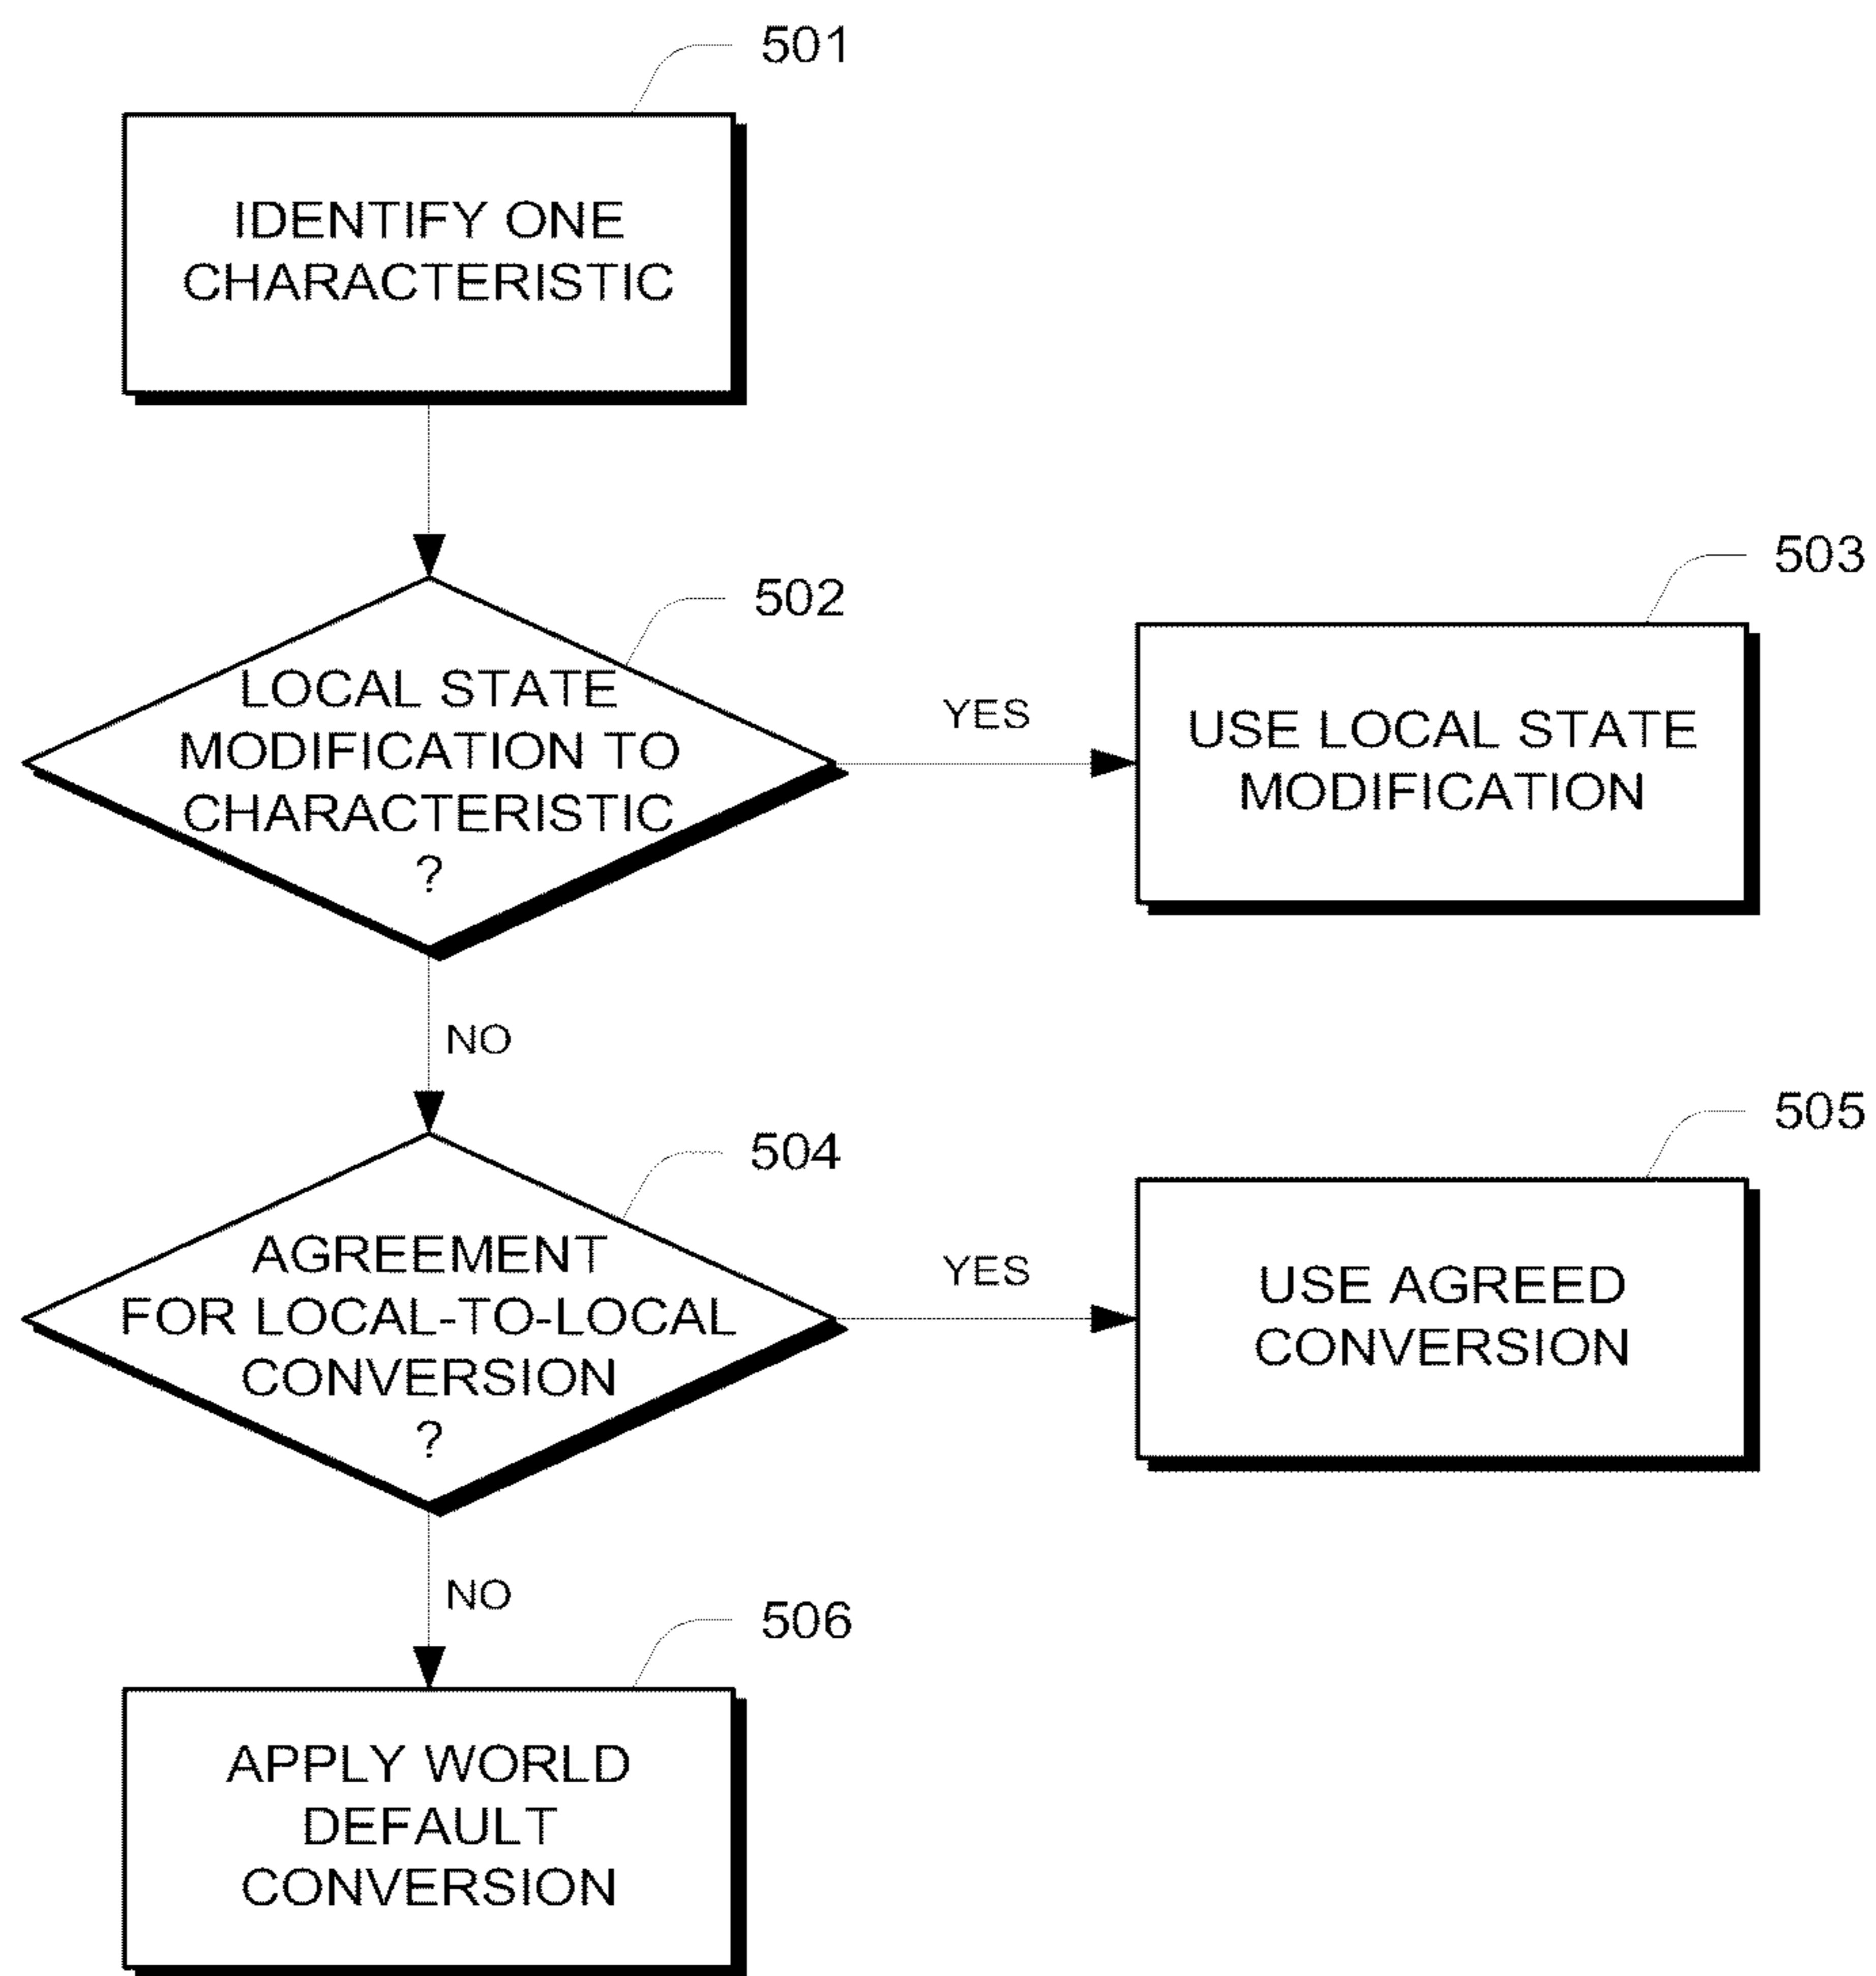 501
IDENTIFY ONE
CHARACTERISTIC
502
LOCAL STATE
MODIFICATION TO
CHARACTERISTIC
?
YES
503
USE LOCAL STATE
MODIFICATION
NO
504
AGREEMENT
FOR LOCAL-TO-LOCAL
CONVERSION
?
YES
505
USE AGREED
CONVERSION
NO
506
APPLY WORLD
DEFAULT
CONVERSION